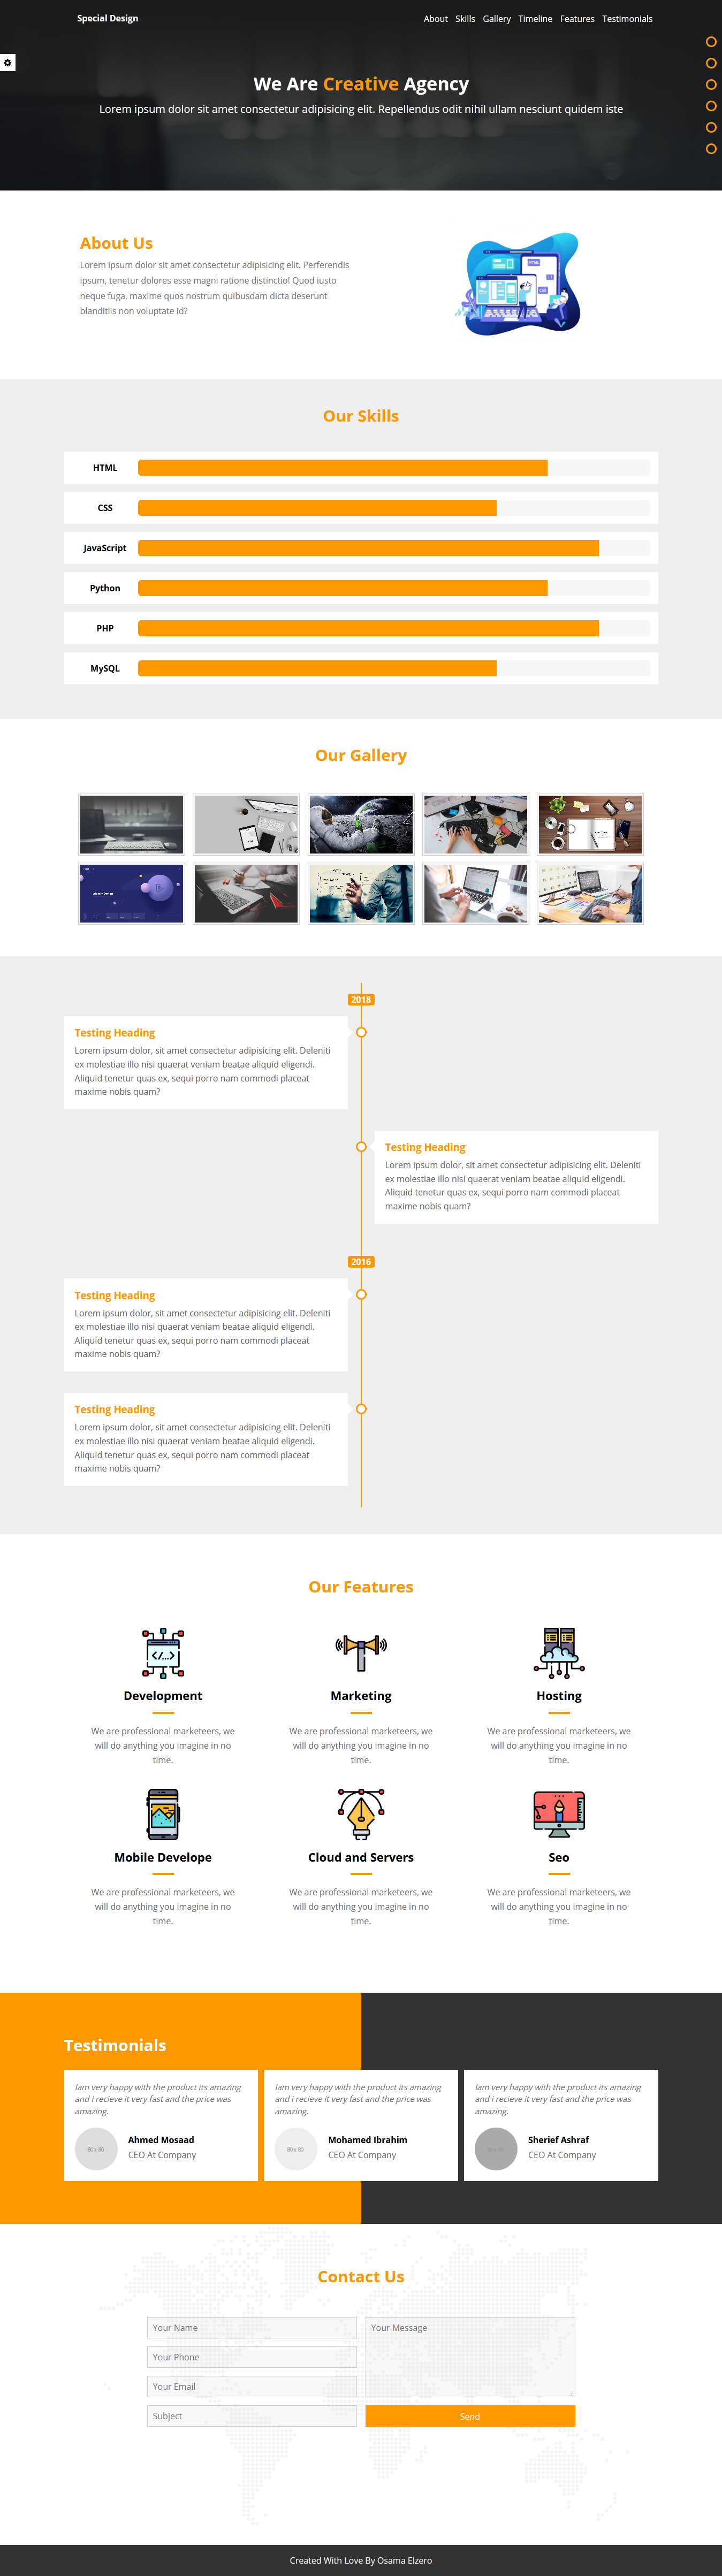 Special Design
About Skills Gallery Timeline Features Testimonials
We Are Creative Agency
Lorem ipsum dolor sit amet consectetur adipisicing elit. Repellendus odit nihil ullam nesciunt quidem iste
About Us
Lorem ipsum dolor sit amet consectetur adipisicing elit. Perferendis
ipsum, tenetur dolores esse magni ratione distinctio! Quod iusto
neque fuga, maxime quos nostrum quibusdam dicta deserunt
blanditiis non voluptate id?
Our Skills
HTML
CSS
JavaScript
Python
PHP
MySQL
Our Gallery
2018
Testing Heading
Lorem ipsum dolor, sit amet consectetur adipisicing elit. Deleniti
ex molestiae illo nisi quaerat veniam beatae aliquid eligendi.
Aliquid tenetur quas ex, sequi porro nam commodi placeat
maxime nobis quam?
Testing Heading
Lorem ipsum dolor, sit amet consectetur adipisicing elit. Deleniti
ex molestiae illo nisi quaerat veniam beatae aliquid eligendi.
Aliquid tenetur quas ex, sequi porro nam commodi placeat
maxime nobis quam?
2016
Testing Heading
Lorem ipsum dolor, sit amet consectetur adipisicing elit. Deleniti
ex molestiae illo nisi quaerat veniam beatae aliquid eligendi.
Aliquid tenetur quas ex, sequi porro nam commodi placeat
maxime nobis quam?
Testing Heading
Lorem ipsum dolor, sit amet consectetur adipisicing elit. Deleniti
ex molestiae illo nisi quaerat veniam beatae aliquid eligendi.
Aliquid tenetur quas ex, sequi porro nam commodi placeat
maxime nobis quam?
Our Features
Development
We are professional marketeers, we
will do anything you imagine in no
time.
Marketing
We are professional marketeers, we
will do anything you imagine in no
time.
Hosting
We are professional marketeers, we
will do anything you imagine in no
time.
Mobile Develope
We are professional marketeers, we
will do anything you imagine in no
time.
Cloud and Servers
We are professional marketeers, we
will do anything you imagine in no
time.
Seo
We are professional marketeers, we
will do anything you imagine in no
time.
Testimonials
Iam very happy with the product its amazing
and i recieve it very fast and the price was
amazing.
80 x 80
Ahmed Mosaad
CEO At Company
Iam very happy with the product its amazing
and i recieve it very fast and the price was
amazing.
80 x 80
Mohamed Ibrahim
CEO At Company
Iam very happy with the product its amazing
and i recieve it very fast and the price was
amazing.
80 x 80
Sherief Ashraf
CEO At Company
Contact Us
Your Name
Your Phone
Your Email
Subject
Your Message
Send
Created With Love By Osama Elzero